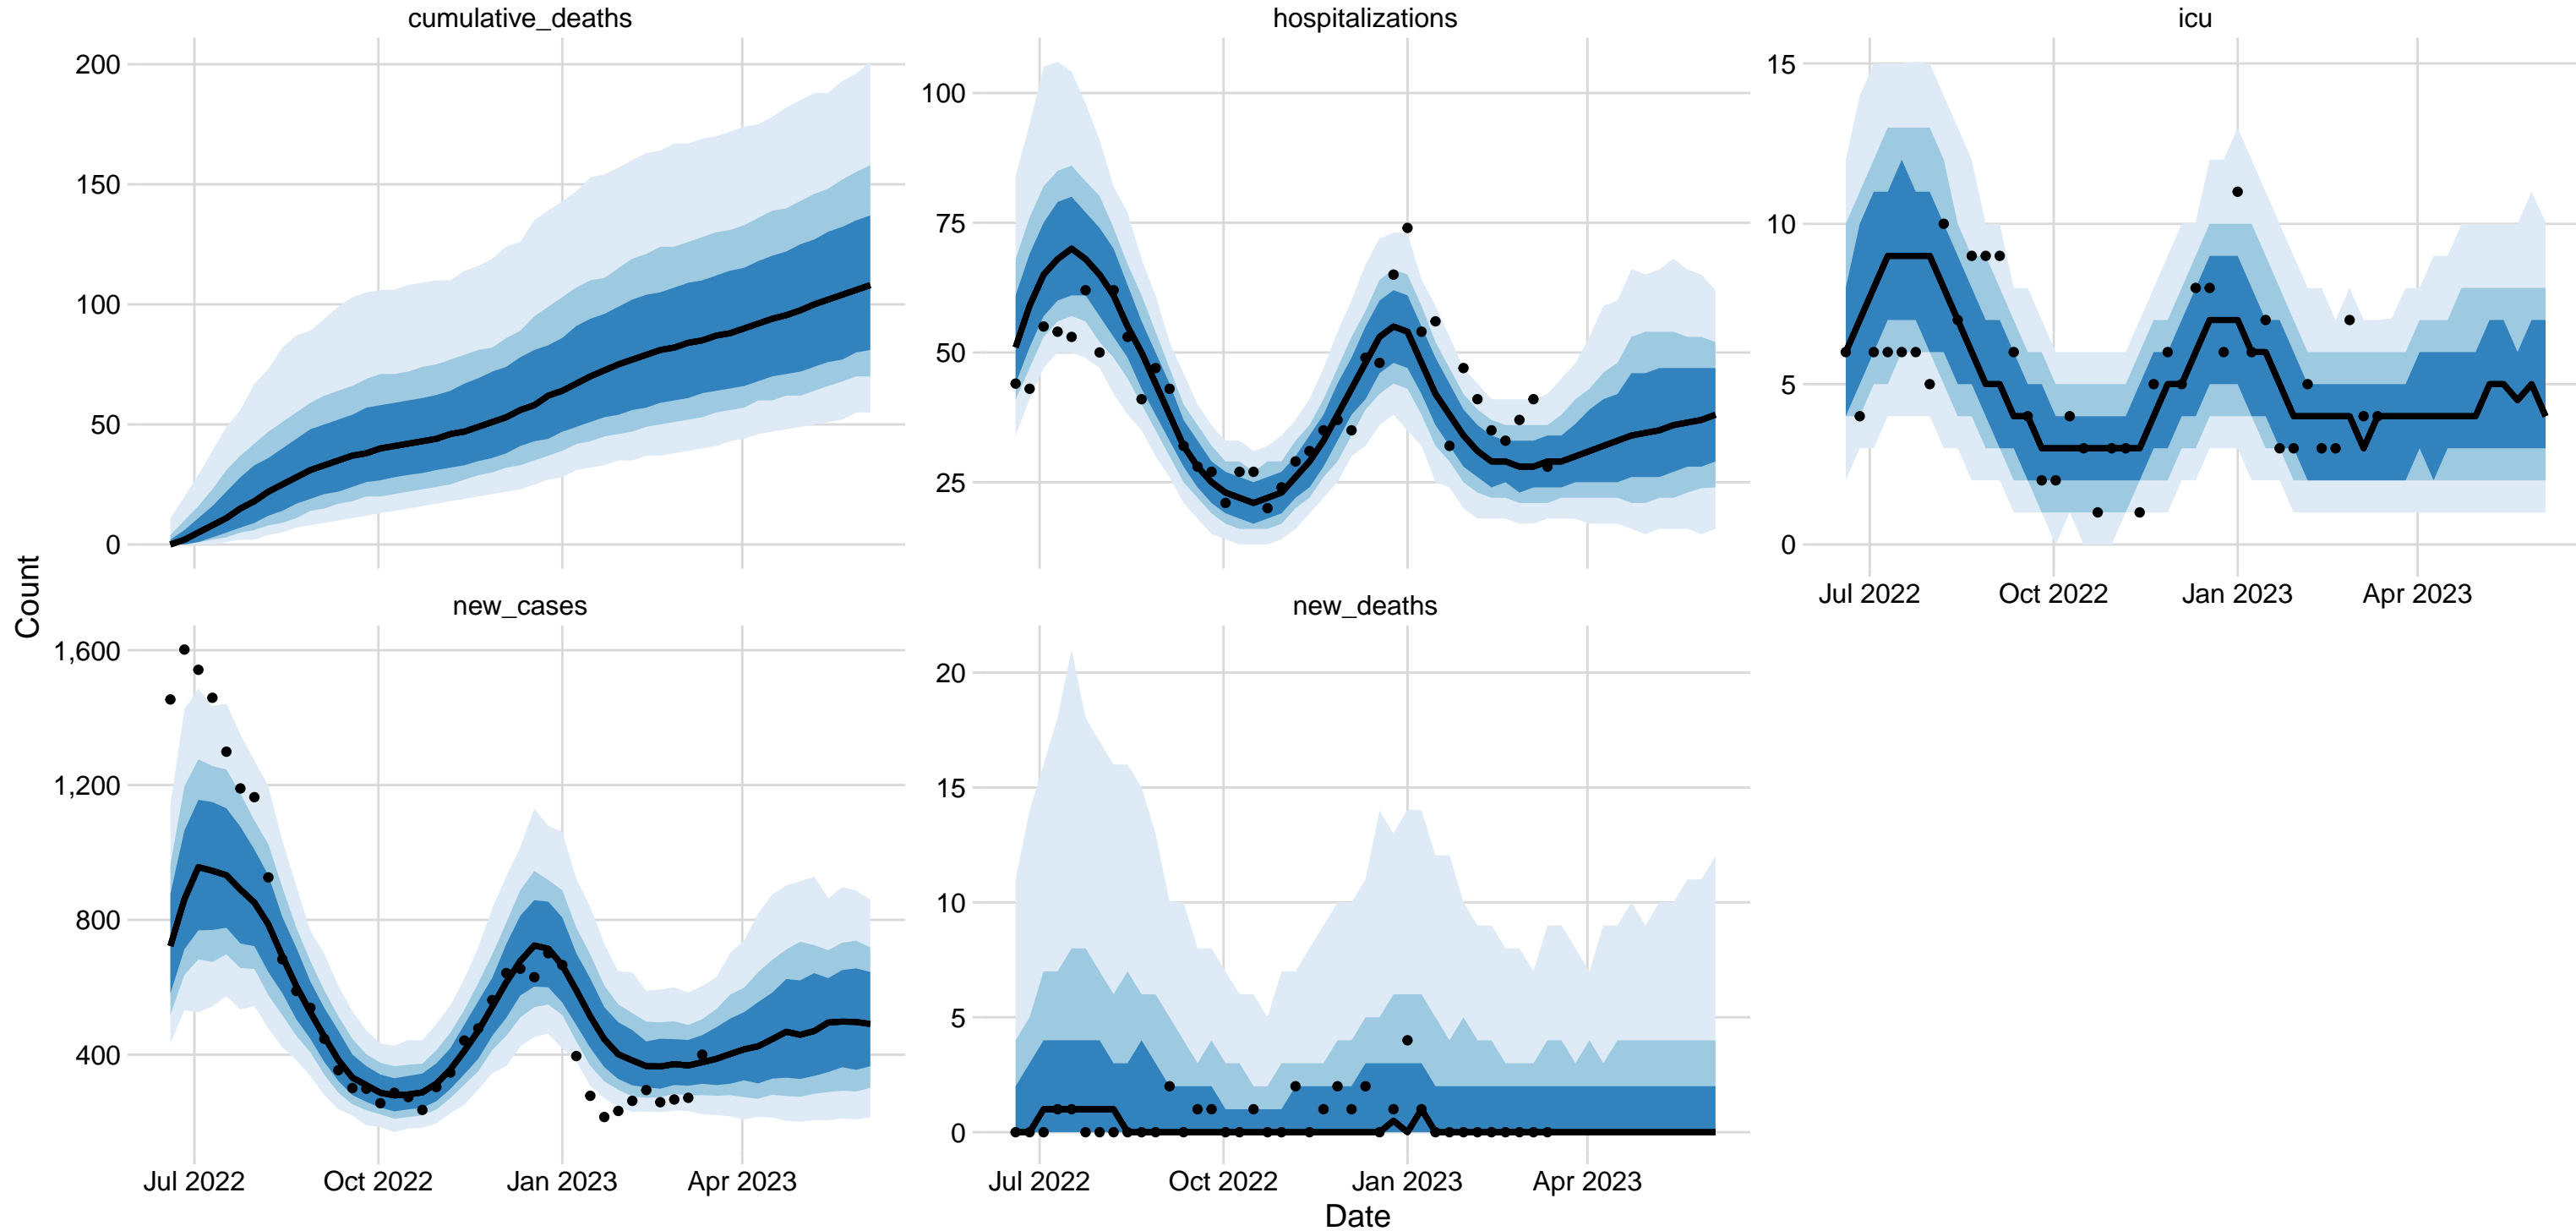 cumulative_deaths
200
150
100
50
0
hospitalizations
100
75
50
25
icu
15
10
5
0
Jul 2022 Oct 2022 Jan 2023 Apr 2023
Count
new_cases
1,600
1,200
800
400
Jul 2022 Oct 2022 Jan 2023 Apr 2023
new_deaths
20
15
10
5
0
Jul 2022 Oct 2022 Jan 2023 Apr 2023
Date